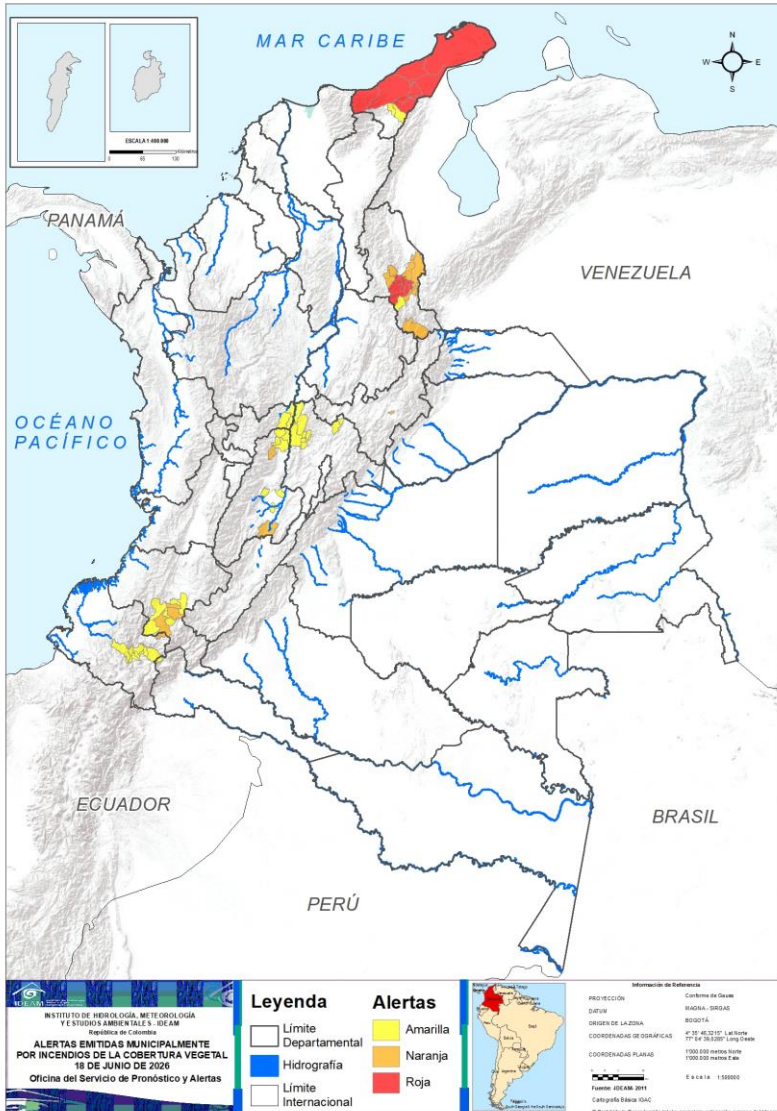 MAR CARIBE
N
W
E
S
ESCALA 1:400.000
PANAMÁ
VENEZUELA
OCÉANO
PACÍFICO
ECUADOR
BRASIL
PERÚ
IDEAM
INSTITUTO DE HIDROLOGÍA, METEOROLOGÍA
Y ESTUDIOS AMBIENTALES - IDEAM
República de Colombia
ALERTAS EMITIDAS MUNICIPALMENTE
POR INCENDIOS DE LA COBERTURA VEGETAL
18 DE JUNIO DE 2026
Oficina del Servicio de Pronóstico y Alertas
Leyenda
Límite
Departamental
Hidrografía
Límite
Internacional
Alertas
Amarilla
Naranja
Roja
Información de Referencia
PROYECCIÓN Conforme de Gauss
DATUM MAGNA - SIRGAS
ORIGEN DE LA ZONA BOGOTÁ
COORDENADAS GEOGRÁFICAS
COORDENADAS PLANAS 1'000.000 metros Norte
1'000.000 metros Este
Escala 1:500000
Fuente: IDEAM-2011
Cartografía Básica IGAC